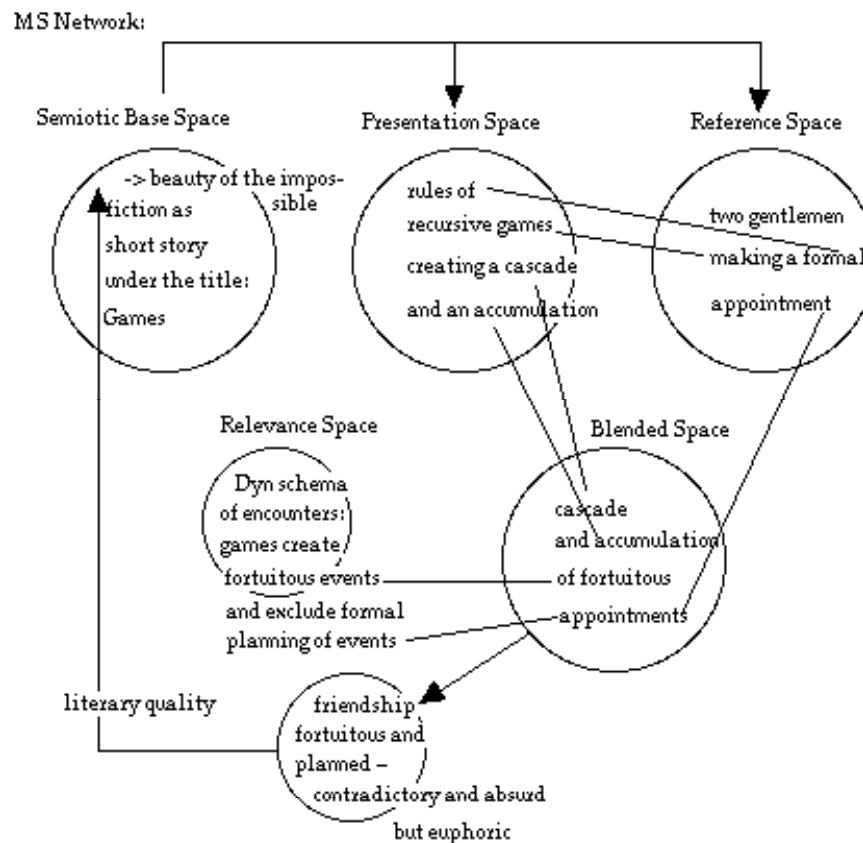 MS Network:
Semiotic Base Space
Presentation Space
Reference Space
-> beauty of the impos-
sible
fiction as
short story
under the title:
Games
rules of
recursive games
creating a cascade
and an accumulation
two gentlemen
making a formal
appointment
Relevance Space
Dyn schema
of encounters:
games create
fortuitous events
and exclude formal
planning of events
Blended Space
cascade
and accumulation
of fortuitous
appointments
literary quality
friendship
fortuitous and
planned –
contradictory and absurd
but euphoric